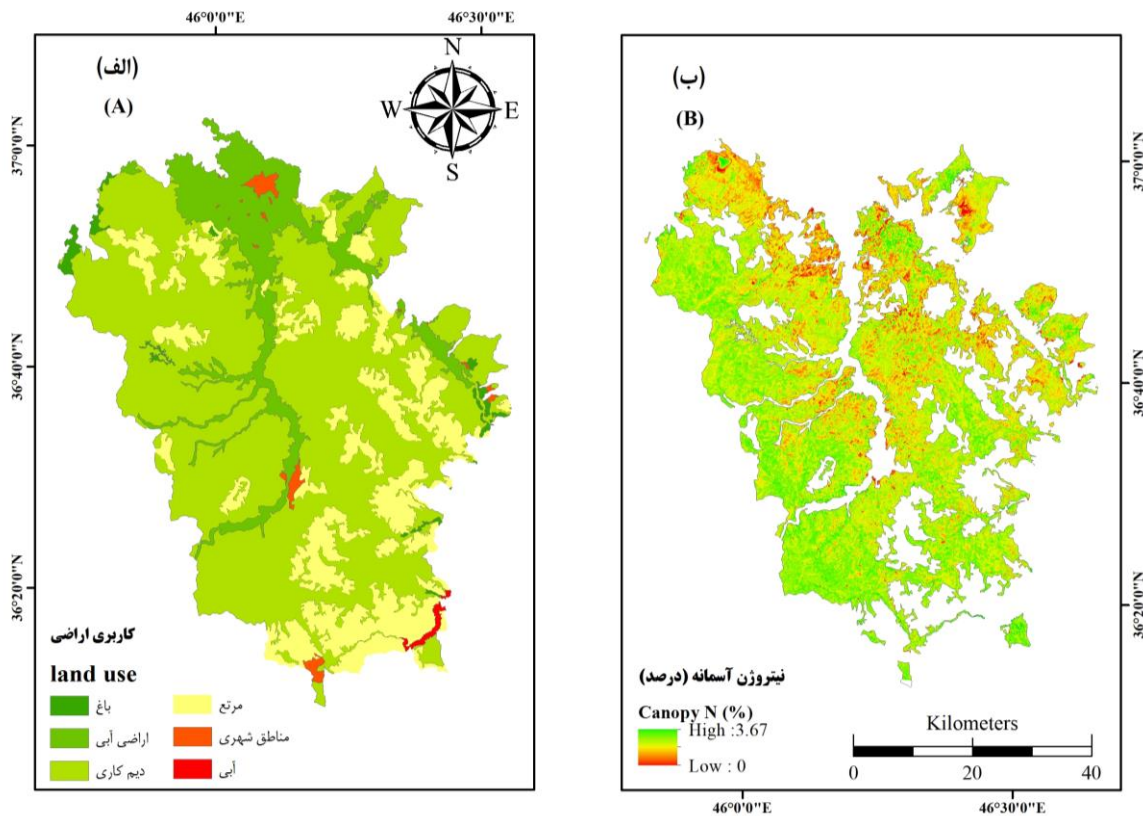 46°0'0"E
46°30'0"E
(الف)
(A)
N
W
E
S
37°0'0"N
36°40'0"N
36°20'0"N
کاربری اراضی
land use
باغ
مرتع
اراضی آبی
مناطق شهری
دیم کاری
آبی
(ب)
(B)
37°0'0"N
36°40'0"N
36°20'0"N
نیتروژن آسمانه (درصد)
Canopy N (%)
High :3.67
Low : 0
Kilometers
0 20 40
46°0'0"E
46°30'0"E